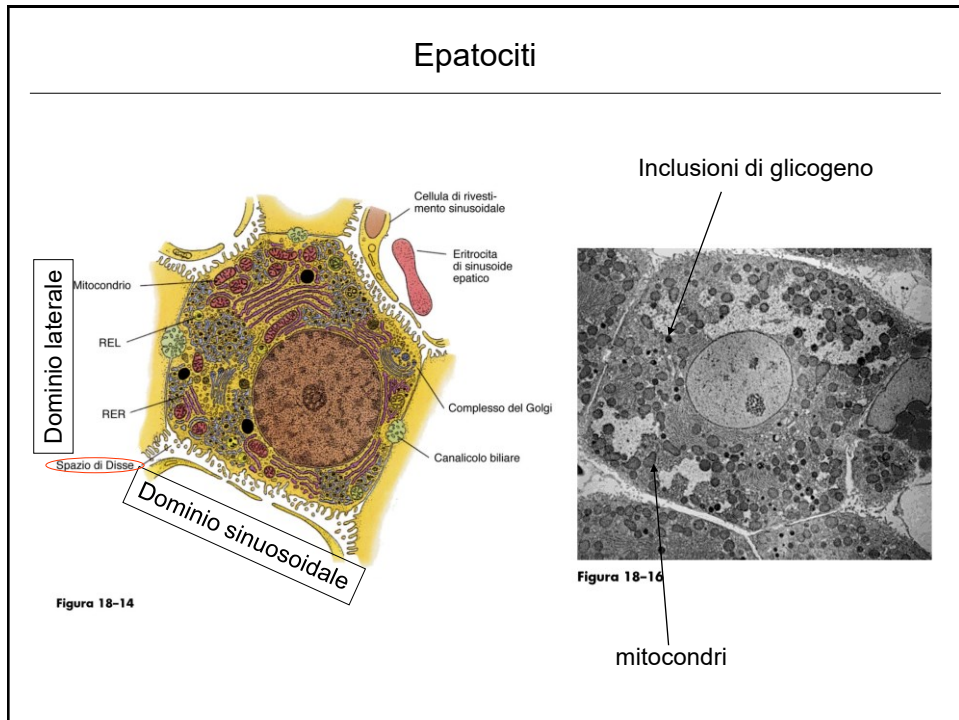 Epatociti
Inclusioni di glicogeno
Cellula di rivesti-
mento sinusoidale
Eritrocita
di sinusoide
epatico
Dominio laterale
Mitocondrio
REL
RER
Complesso del Golgi
Canalicolo biliare
Spazio di Disse
Dominio sinuosoidale
Figura 18–14
Figura 18–16
mitocondri